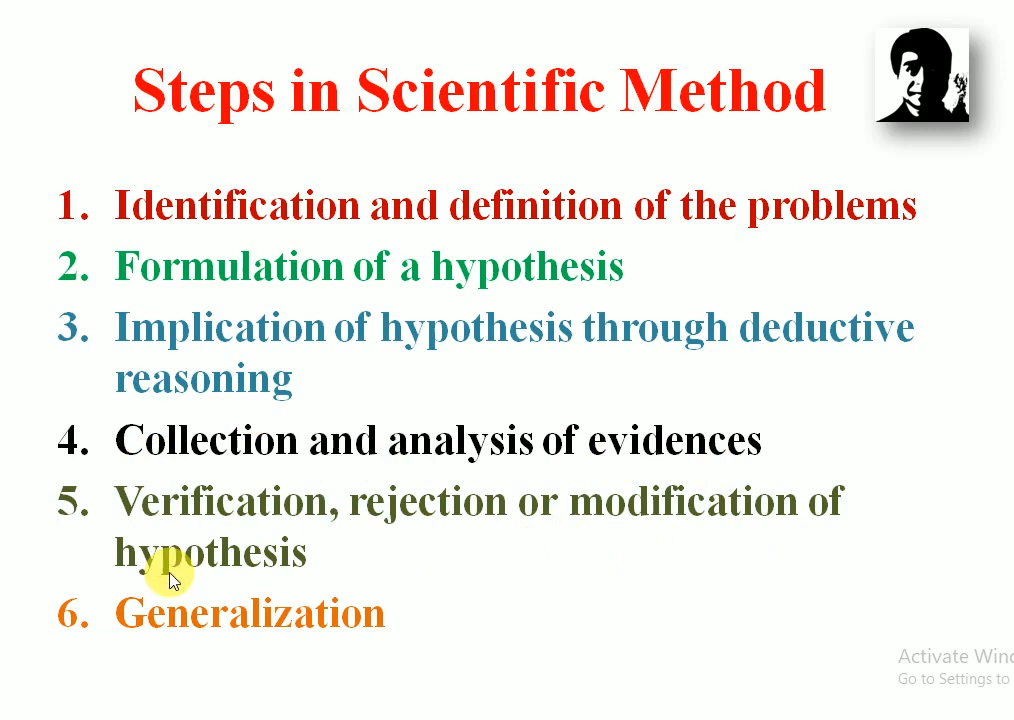 Steps in Scientific Method
1. Identification and definition of the problems
2. Formulation of a hypothesis
3. Implication of hypothesis through deductive
reasoning
4. Collection and analysis of evidences
5. Verification, rejection or modification of
hypothesis
6. Generalization
Activate Win
Go to Settings to